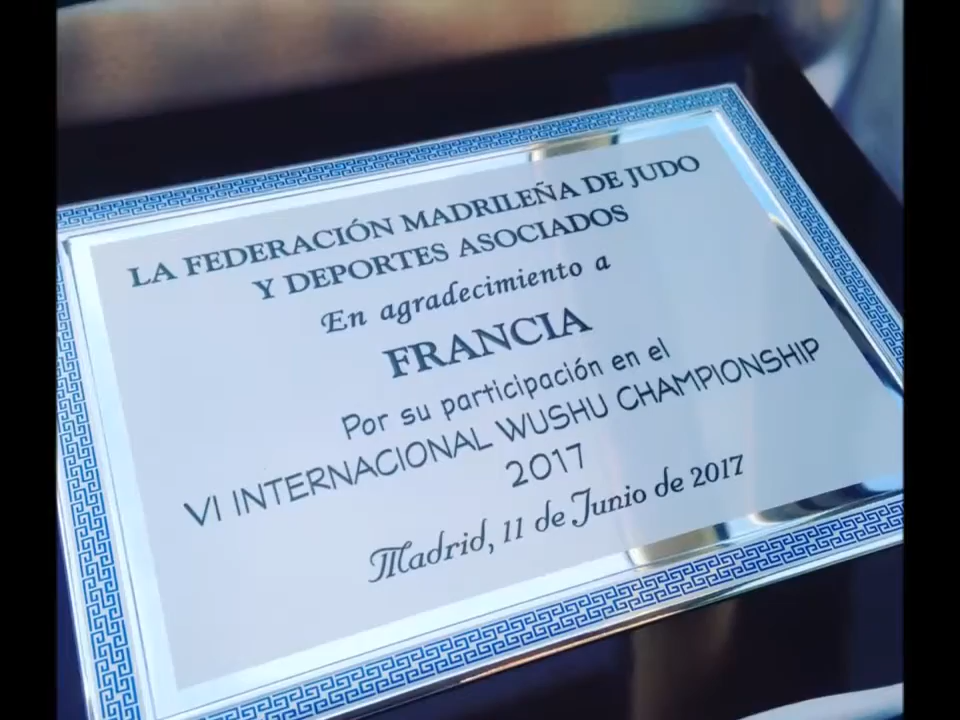 LA FEDERACIÓN MADRILEÑA DE JUDO
Y DEPORTES ASOCIADOS
En agradecimiento a
FRANCIA
Por su participación en el
VI INTERNACIONAL WUSHU CHAMPIONSHIP
2017
Madrid, 11 de Junio de 2017